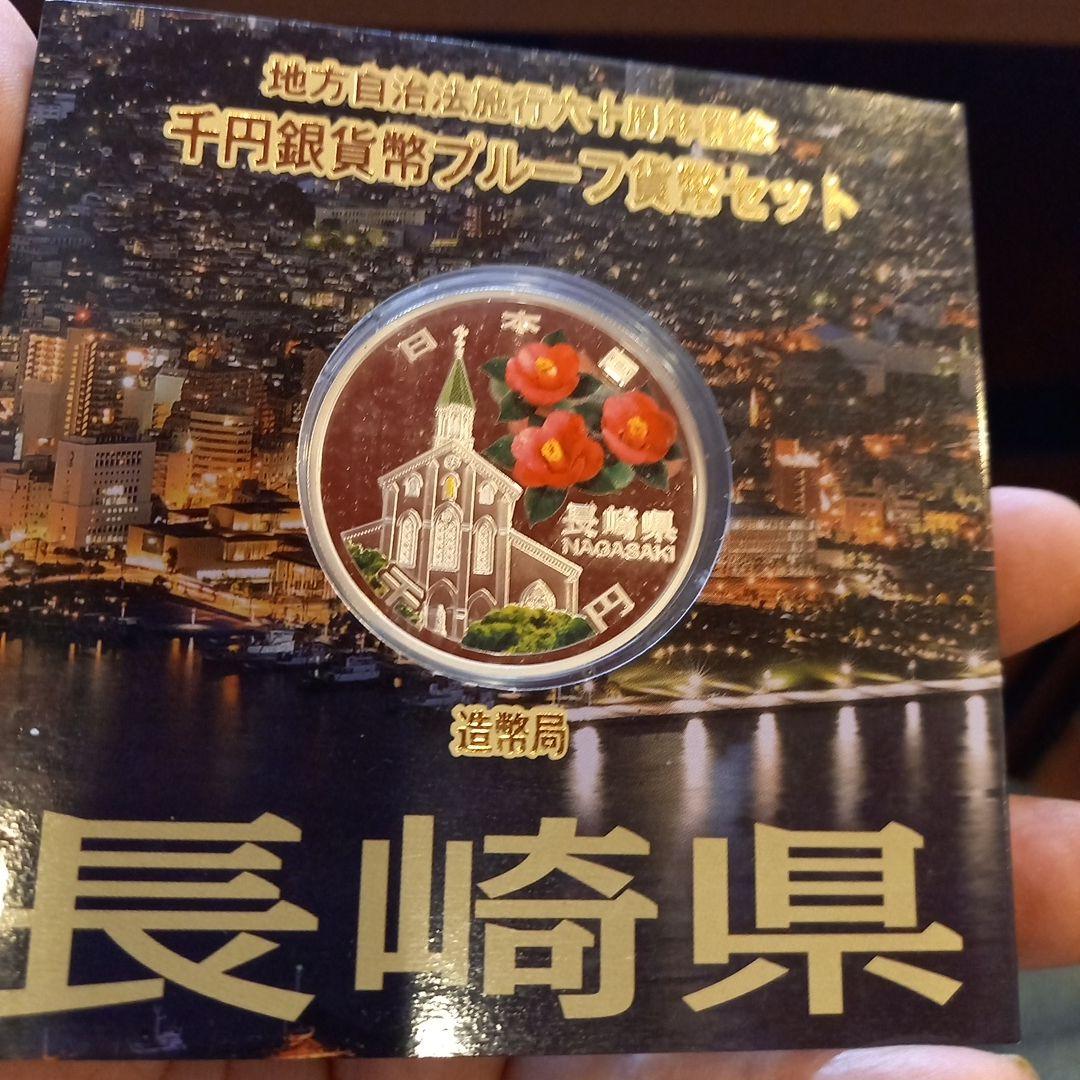 地方自治法施行六十周年記念
千円銀貨幣プルーフ貨幣セット
日本国
長崎県
NAGASAKI
千円
造幣局
長崎県